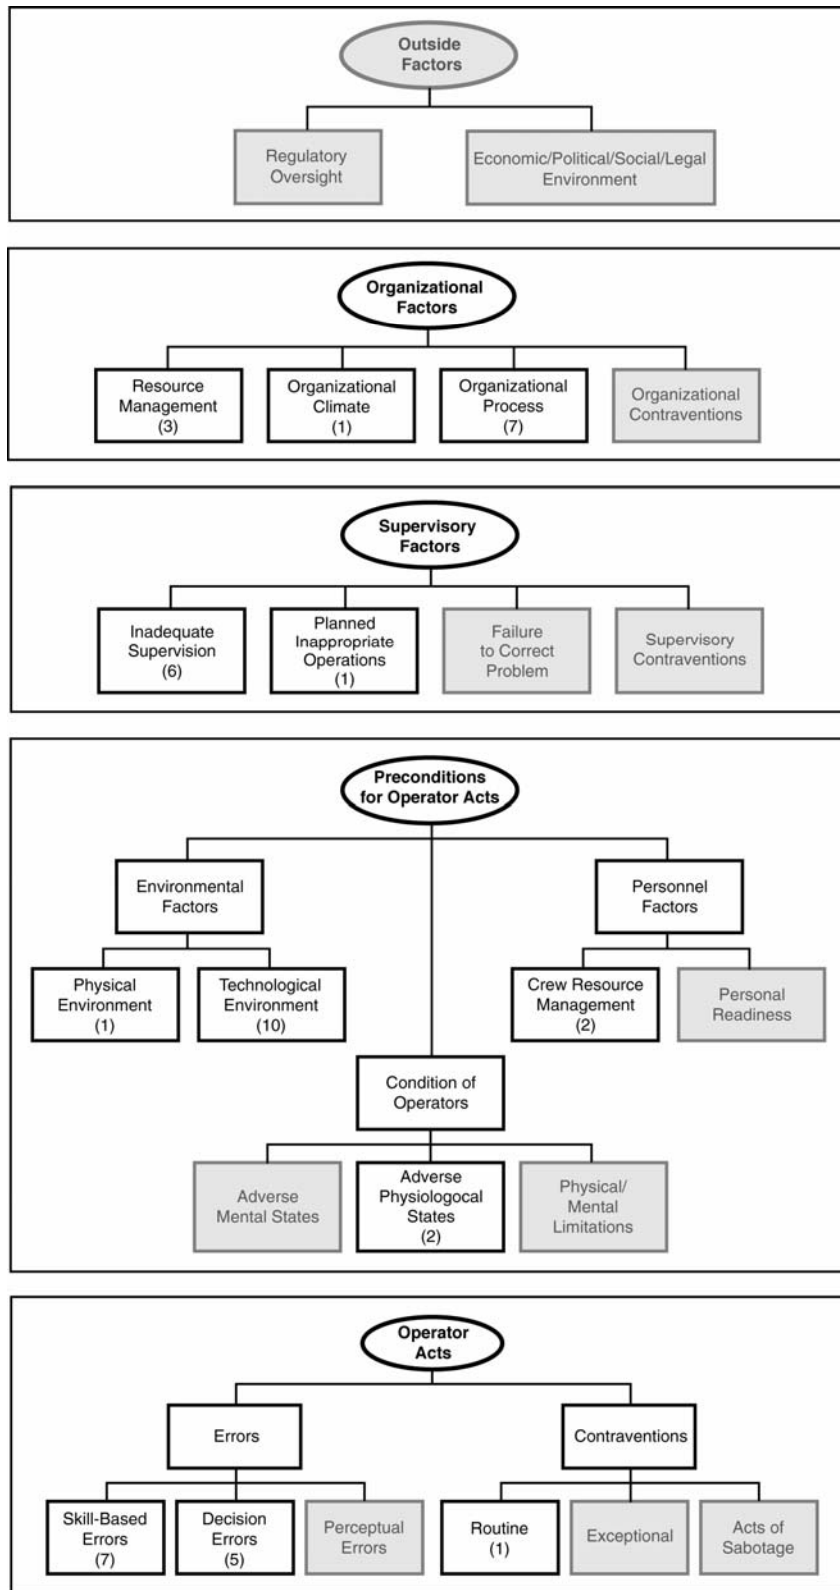 Outside
Factors
Regulatory
Oversight
Economic/Political/Social/Legal
Environment
Organizational
Factors
Resource
Management
(3)
Organizational
Climate
(1)
Organizational
Process
(7)
Organizational
Contraventions
Supervisory
Factors
Inadequate
Supervision
(6)
Planned
Inappropriate
Operations
(1)
Failure
to Correct
Problem
Supervisory
Contraventions
Preconditions
for Operator Acts
Environmental
Factors
Personnel
Factors
Physical
Environment
(1)
Technological
Environment
(10)
Crew Resource
Management
(2)
Personal
Readiness
Condition of
Operators
Adverse
Mental States
Adverse
Physiologocal
States
(2)
Physical/
Mental
Limitations
Operator
Acts
Errors
Contraventions
Skill-Based
Errors
(7)
Decision
Errors
(5)
Perceptual
Errors
Routine
(1)
Exceptional
Acts of
Sabotage